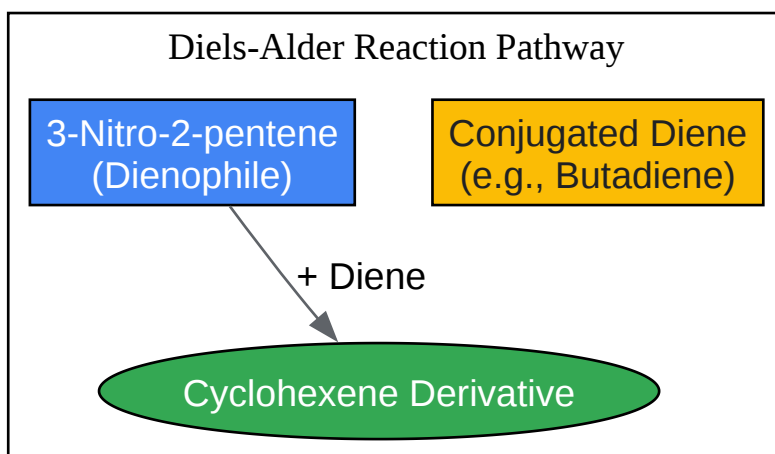 Diels-Alder Reaction Pathway
3-Nitro-2-pentene
(Dienophile)
Conjugated Diene
(e.g., Butadiene)
+ Diene
Cyclohexene Derivative